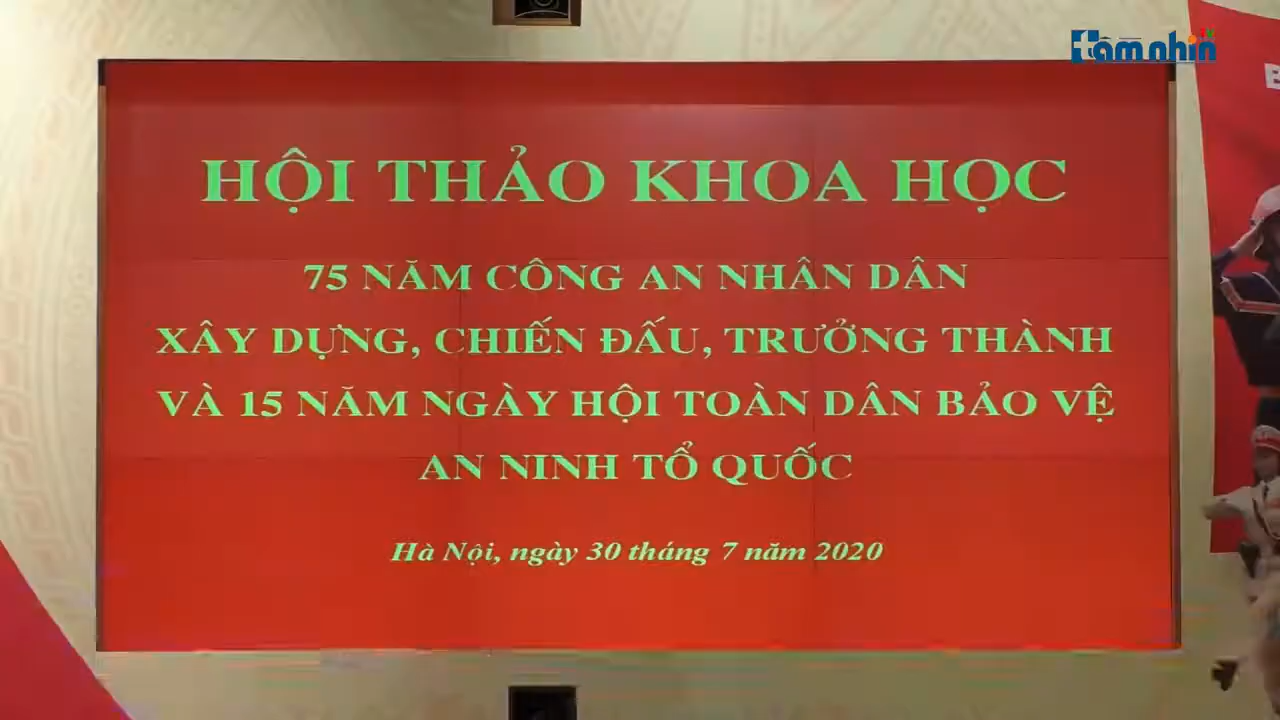 Tâm nhìn
HỘI THẢO KHOA HỌC
75 NĂM CÔNG AN NHÂN DÂN
XÂY DỰNG, CHIẾN ĐẤU, TRƯỞNG THÀNH
VÀ 15 NĂM NGÀY HỘI TOÀN DÂN BẢO VỆ
AN NINH TỔ QUỐC
Hà Nội, ngày 30 tháng 7 năm 2020